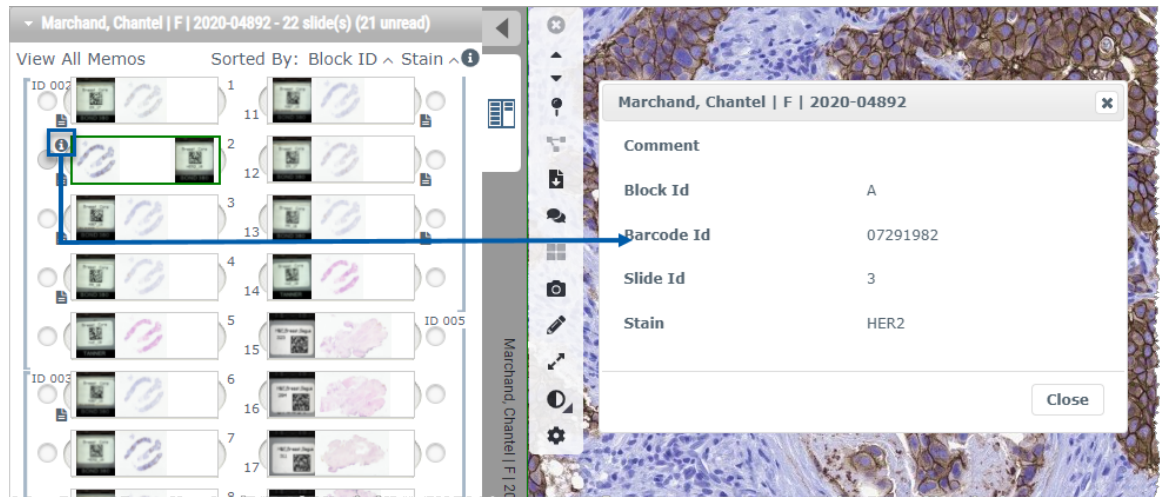 Marchand, Chantel | F | 2020-04892 - 22 slide(s) (21 unread)
View All Memos
Sorted By: Block ID ^ Stain ^
ID 002
1
11
2
12
3
13
4
14
5
ID 005
15
ID 003
6
16
7
17
8
Marchand, Chantel | F | 20
Marchand, Chantel | F | 2020-04892
Comment
Block Id A
Barcode Id 07291982
Slide Id 3
Stain HER2
Close